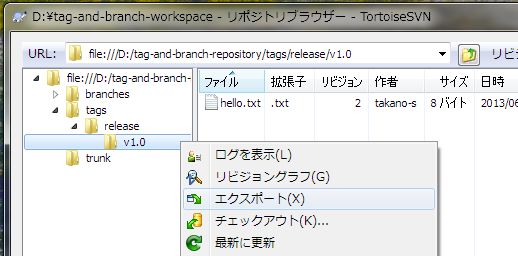 D:¥tag-and-branch-workspace - リポジトリブラウザー - TortoiseSVN
URL: file:///D:/tag-and-branch-repository/tags/release/v1.0
file:///D:/tag-and-branch-
branches
tags
release
v1.0
trunk
ファイル 拡張子 リビジョン 作者 サイズ 日時
hello.txt .txt 2 takano-s 8 バイト 2013/06
ログを表示(L)
リビジョングラフ(G)
エクスポート(X)
チェックアウト(K)...
最新に更新